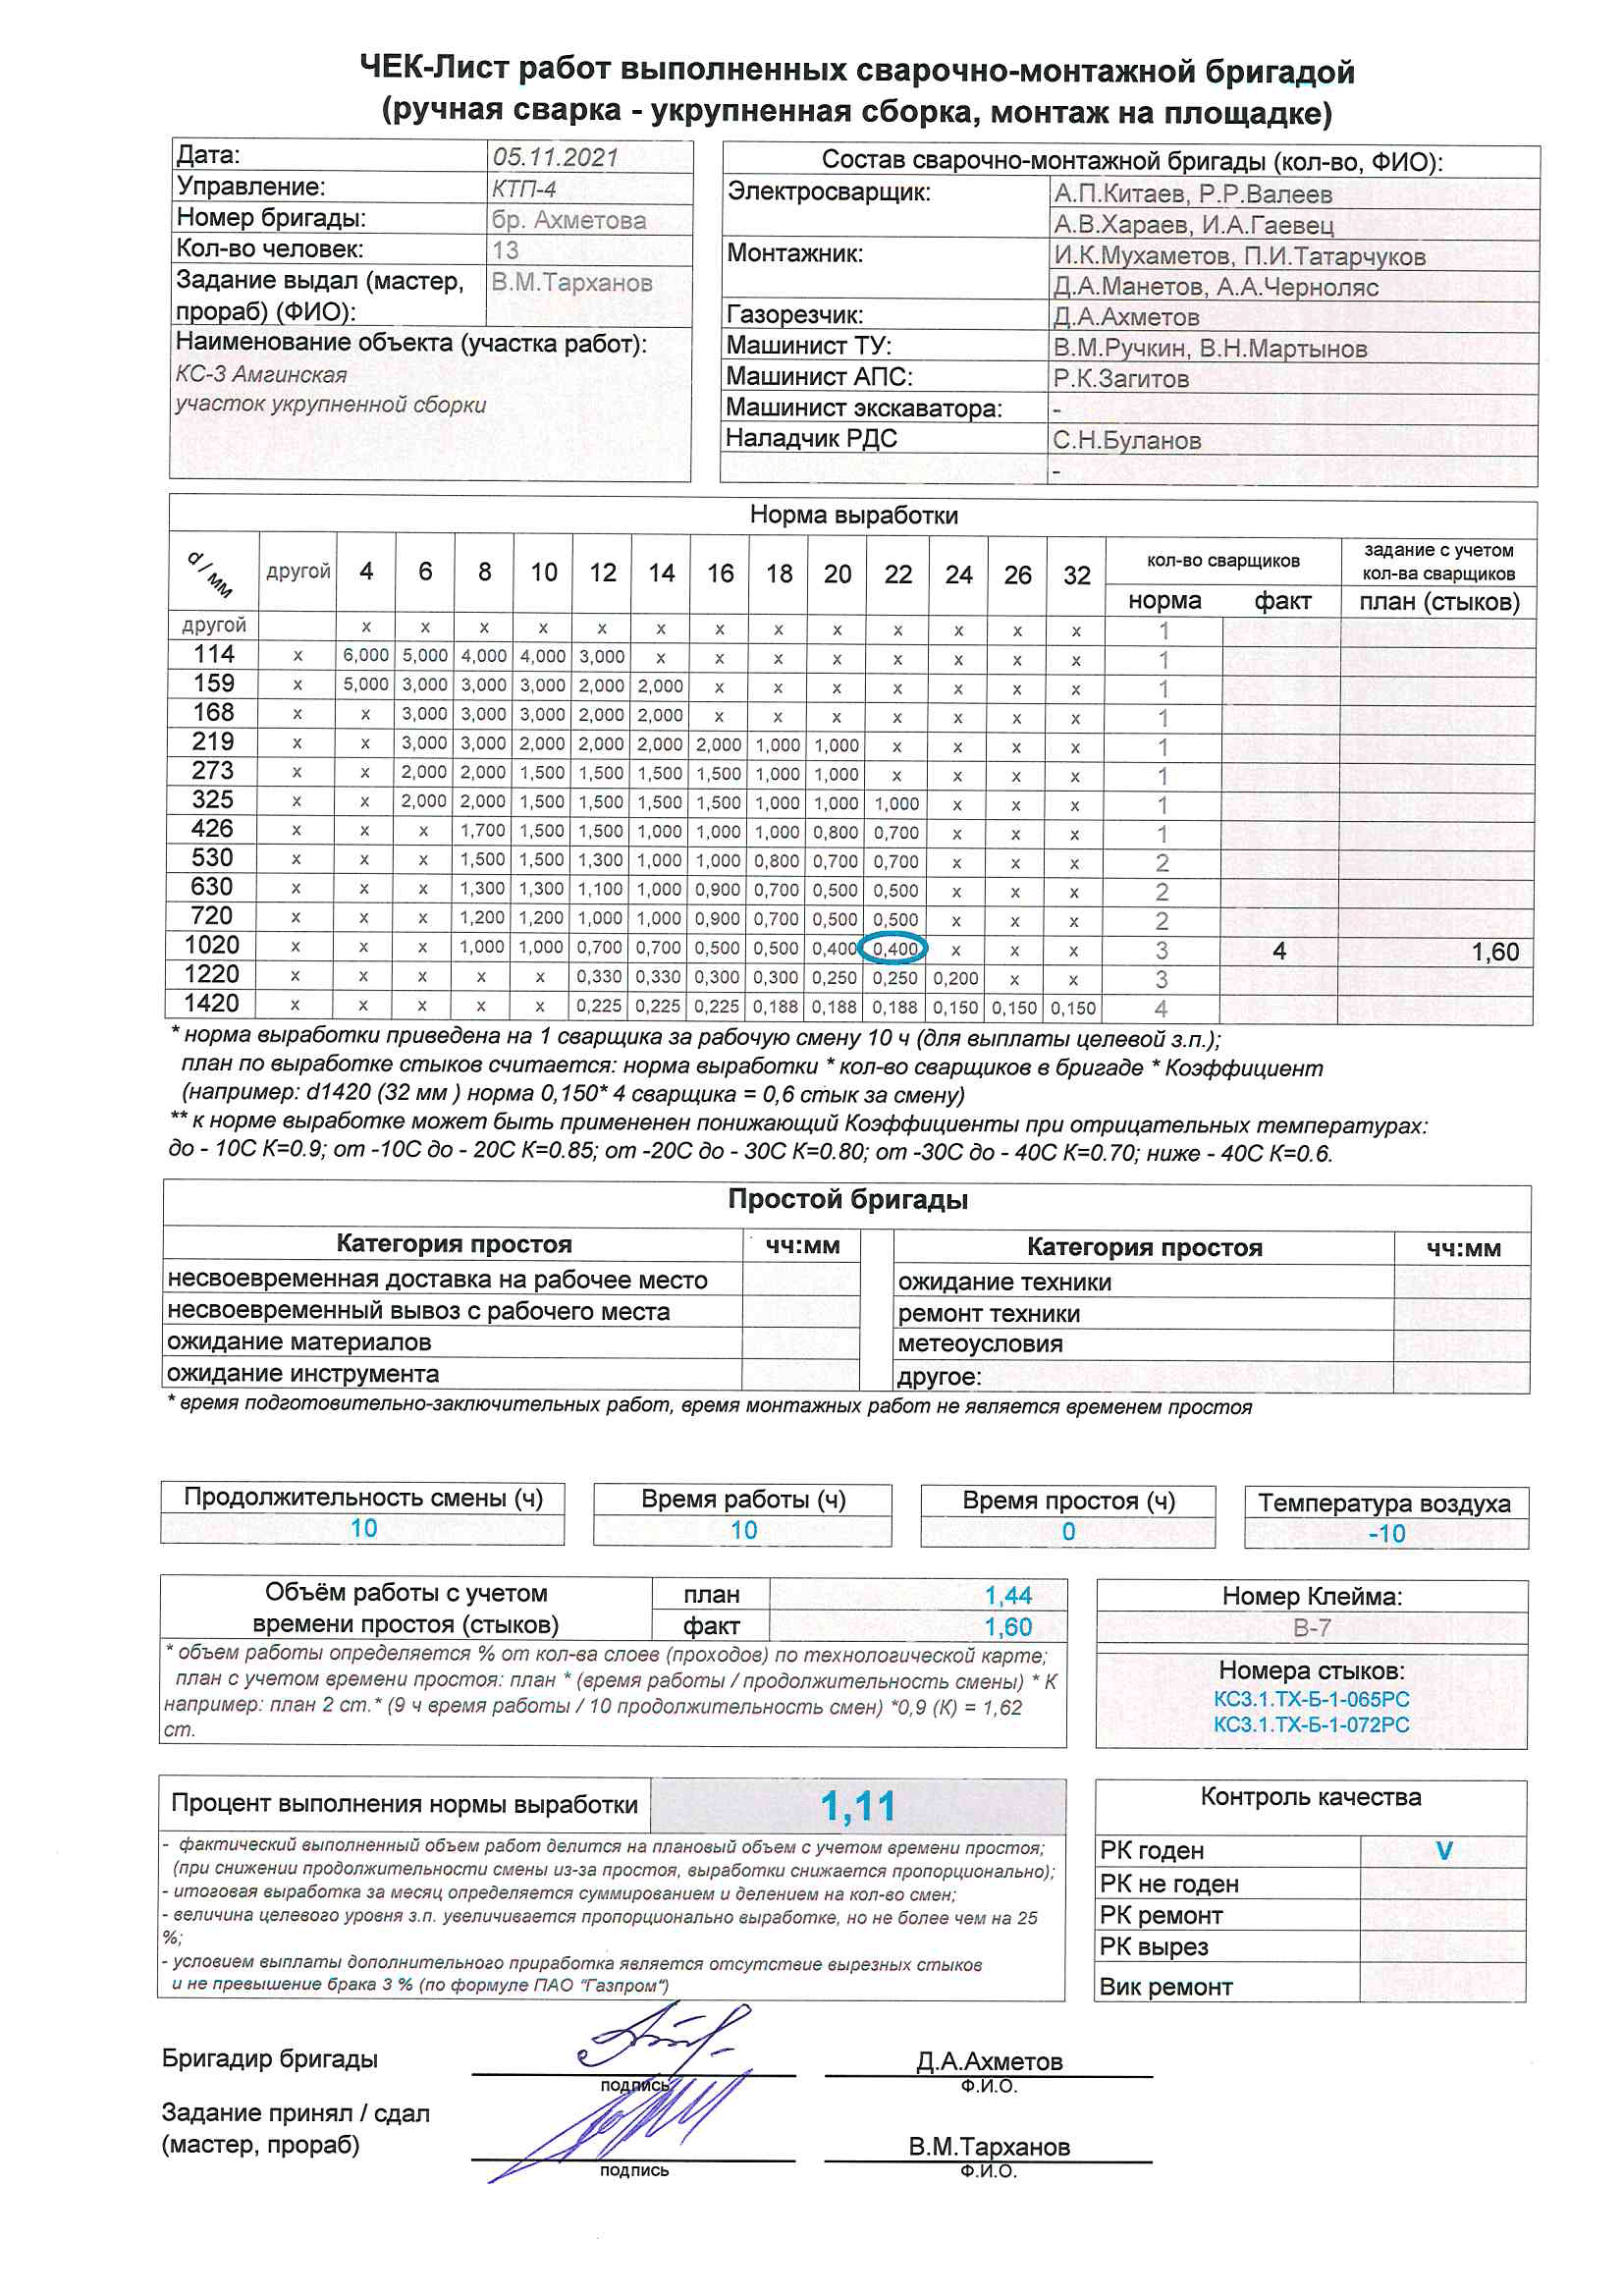 ЧЕК-Лист работ выполненных сварочно-монтажной бригадой
(ручная сварка - укрупненная сборка, монтаж на площадке)
Дата: 05.11.2021
Управление: КТП-4
Номер бригады: бр. Ахметова
Кол-во человек: 13
Задание выдал (мастер, В.М.Тарханов
прораб) (ФИО):
Наименование объекта (участка работ):
КС-3 Амгинская
участок укрупненной сборки
Состав сварочно-монтажной бригады (кол-во, ФИО):
Электросварщик: А.П.Китаев, Р.Р.Валеев
А.В.Хараев, И.А.Гаевец
Монтажник: И.К.Мухаметов, П.И.Татарчуков
Д.А.Манетов, А.А.Черноляс
Газорезчик: Д.А.Ахметов
Машинист ТУ: В.М.Ручкин, В.Н.Мартынов
Машинист АПС: Р.К.Загитов
Машинист экскаватора: -
Наладчик РДС С.Н.Буланов
-
Норма выработки
d / мм другой 4 6 8 10 12 14 16 18 20 22 24 26 32 кол-во сварщиков задание с учетом
кол-ва сварщиков
норма факт план (стыков)
другой x x x x x x x x x x x x x 1
114 x 6,000 5,000 4,000 4,000 3,000 x x x x x x x x 1
159 x 5,000 3,000 3,000 3,000 2,000 2,000 x x x x x x x 1
168 x x 3,000 3,000 3,000 2,000 2,000 x x x x x x x 1
219 x x 3,000 3,000 2,000 2,000 2,000 2,000 1,000 1,000 x x x x 1
273 x x 2,000 2,000 1,500 1,500 1,500 1,500 1,000 1,000 x x x x 1
325 x x 2,000 2,000 1,500 1,500 1,500 1,500 1,000 1,000 1,000 x x x 1
426 x x x 1,700 1,500 1,500 1,000 1,000 1,000 0,800 0,700 x x x 1
530 x x x 1,500 1,500 1,300 1,000 1,000 0,800 0,700 0,700 x x x 2
630 x x x 1,300 1,300 1,100 1,000 0,900 0,700 0,500 0,500 x x x 2
720 x x x 1,200 1,200 1,000 1,000 0,900 0,700 0,500 0,500 x x x 2
1020 x x x 1,000 1,000 0,700 0,700 0,500 0,500 0,400 0,400 x x x 3 4 1,60
1220 x x x x x 0,330 0,330 0,300 0,300 0,250 0,250 0,200 x x 3
1420 x x x x x 0,225 0,225 0,225 0,188 0,188 0,188 0,150 0,150 0,150 4
* норма выработки приведена на 1 сварщика за рабочую смену 10 ч (для выплаты целевой з.п.);
план по выработке стыков считается: норма выработки * кол-во сварщиков в бригаде * Коэффициент
(например: d1420 (32 мм ) норма 0,150* 4 сварщика = 0,6 стык за смену)
** к норме выработке может быть примененен понижающий Коэффициенты при отрицательных температурах:
до - 10С К=0.9; от -10С до - 20С К=0.85; от -20С до - 30С К=0.80; от -30С до - 40С К=0.70; ниже - 40С К=0.6.
Простой бригады
Категория простоя чч:мм Категория простоя чч:мм
несвоевременная доставка на рабочее место ожидание техники
несвоевременный вывоз с рабочего места ремонт техники
ожидание материалов метеоусловия
ожидание инструмента другое:
* время подготовительно-заключительных работ, время монтажных работ не является временем простоя
Продолжительность смены (ч) Время работы (ч) Время простоя (ч) Температура воздуха
10 10 0 -10
Объём работы с учетом план 1,44
времени простоя (стыков) факт 1,60
* объем работы определяется % от кол-ва слоев (проходов) по технологической карте;
план с учетом времени простоя: план * (время работы / продолжительность смены) * К
например: план 2 ст.* (9 ч время работы / 10 продолжительность смен) *0,9 (К) = 1,62
ст.
Номер Клейма:
В-7
Номера стыков:
КС3.1.ТХ-Б-1-065РС
КС3.1.ТХ-Б-1-072РС
Процент выполнения нормы выработки 1,11
- фактический выполненный объем работ делится на плановый объем с учетом времени простоя;
(при снижении продолжительности смены из-за простоя, выработки снижается пропорционально);
- итоговая выработка за месяц определяется суммированием и делением на кол-во смен;
- величина целевого уровня з.п. увеличивается пропорционально выработке, но не более чем на 25
%;
- условием выплаты дополнительного приработка является отсутствие вырезных стыков
и не превышение брака 3 % (по формуле ПАО "Газпром")
Контроль качества
РК годен V
РК не годен
РК ремонт
РК вырез
Вик ремонт
Бригадир бригады Д.А.Ахметов
подпись Ф.И.О.
Задание принял / сдал
(мастер, прораб) В.М.Тарханов
подпись Ф.И.О.